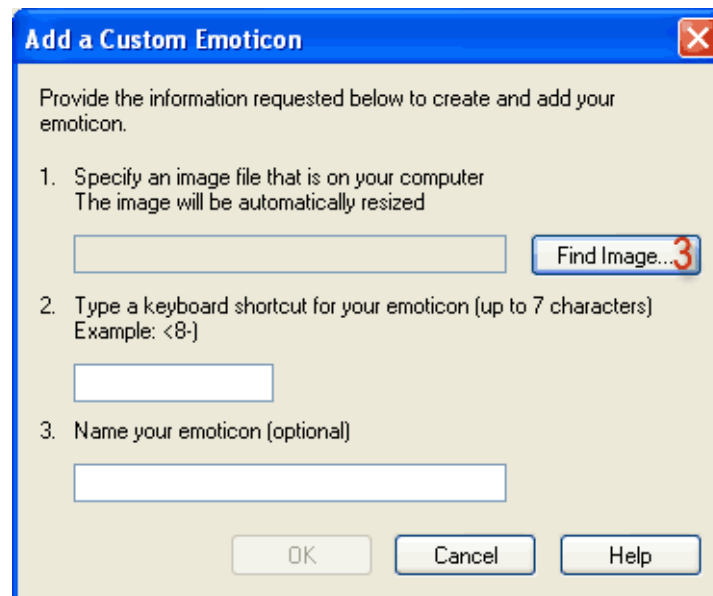 Add a Custom Emoticon
Provide the information requested below to create and add your
emoticon.
1. Specify an image file that is on your computer
The image will be automatically resized
Find Image...3
2. Type a keyboard shortcut for your emoticon (up to 7 characters)
Example: <8-)
3. Name your emoticon (optional)
OK Cancel Help